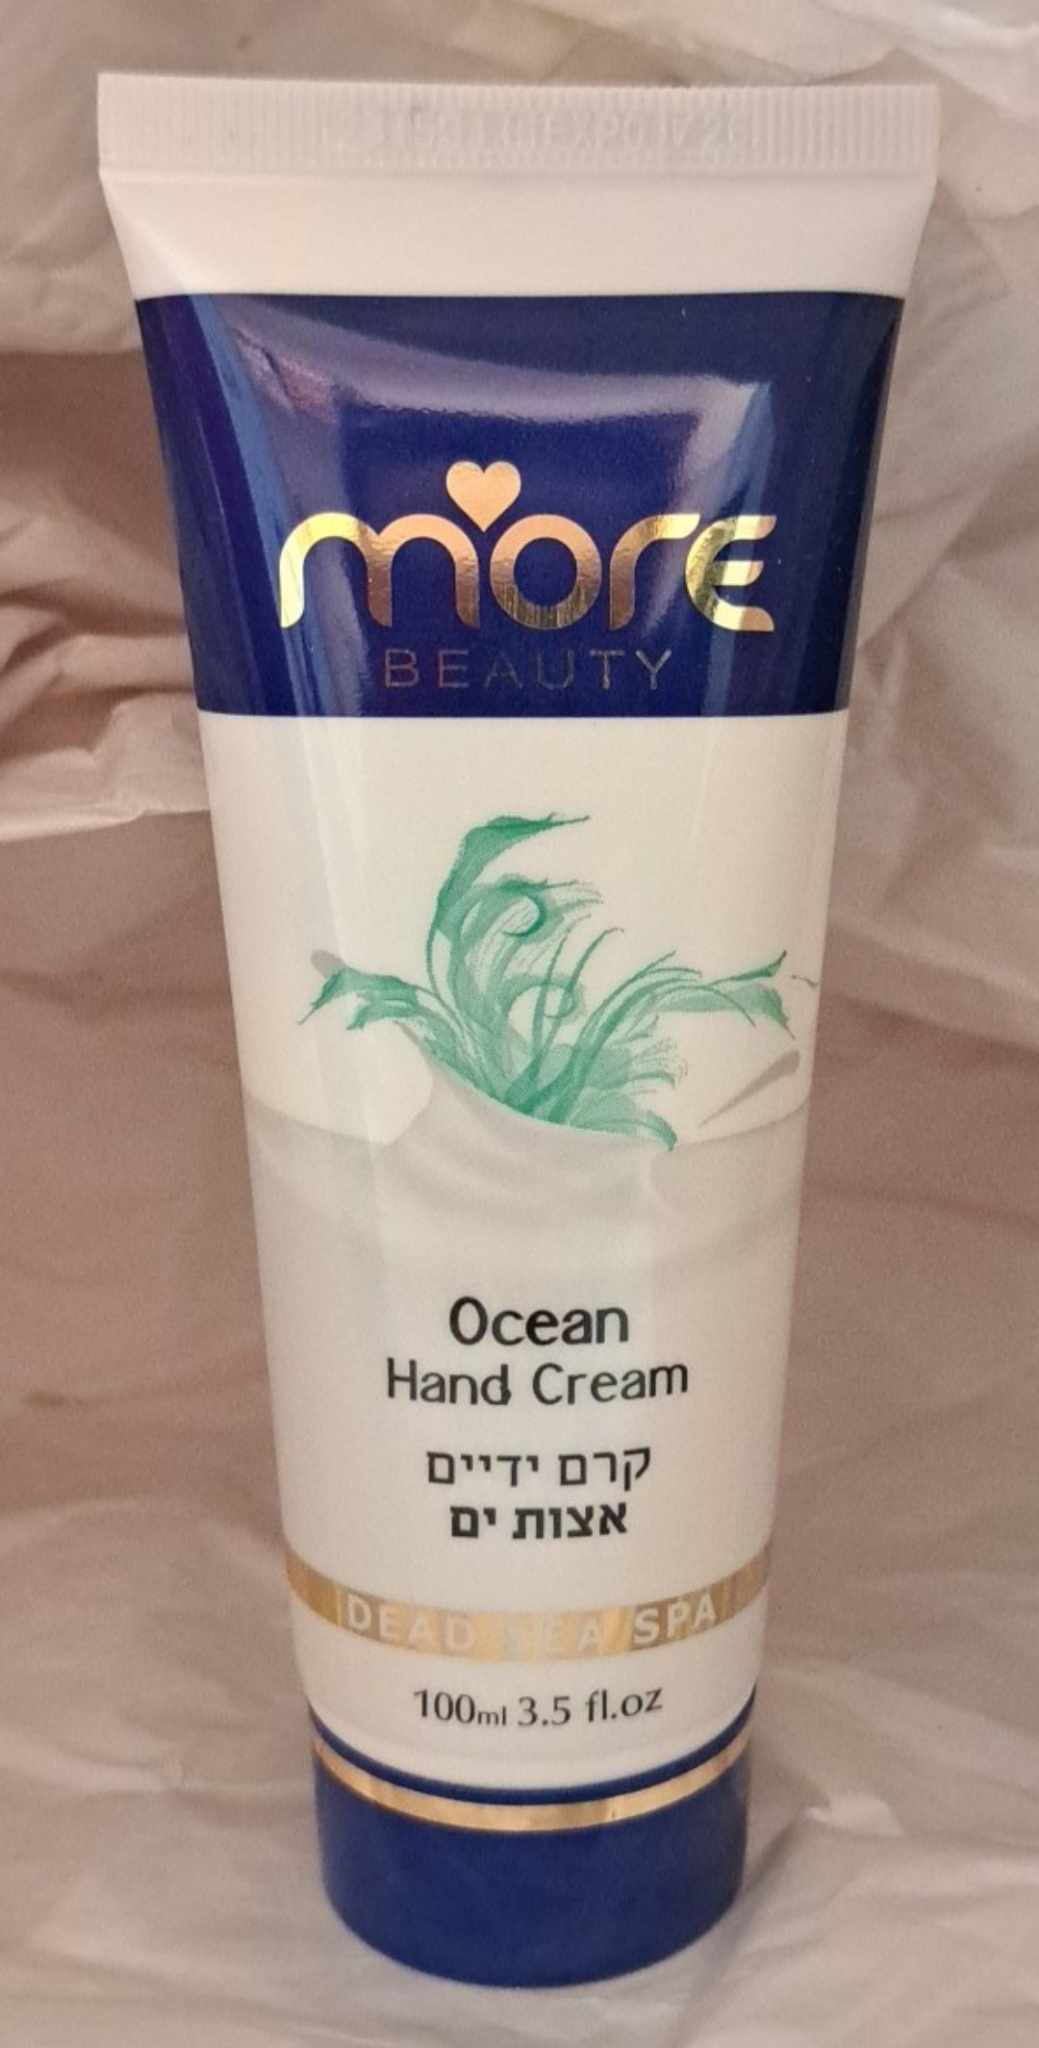 more
BEAUTY
Ocean
Hand Cream
קרם ידיים
אצות ים
DEAD SEA SPA
100ml 3.5 fl.oz